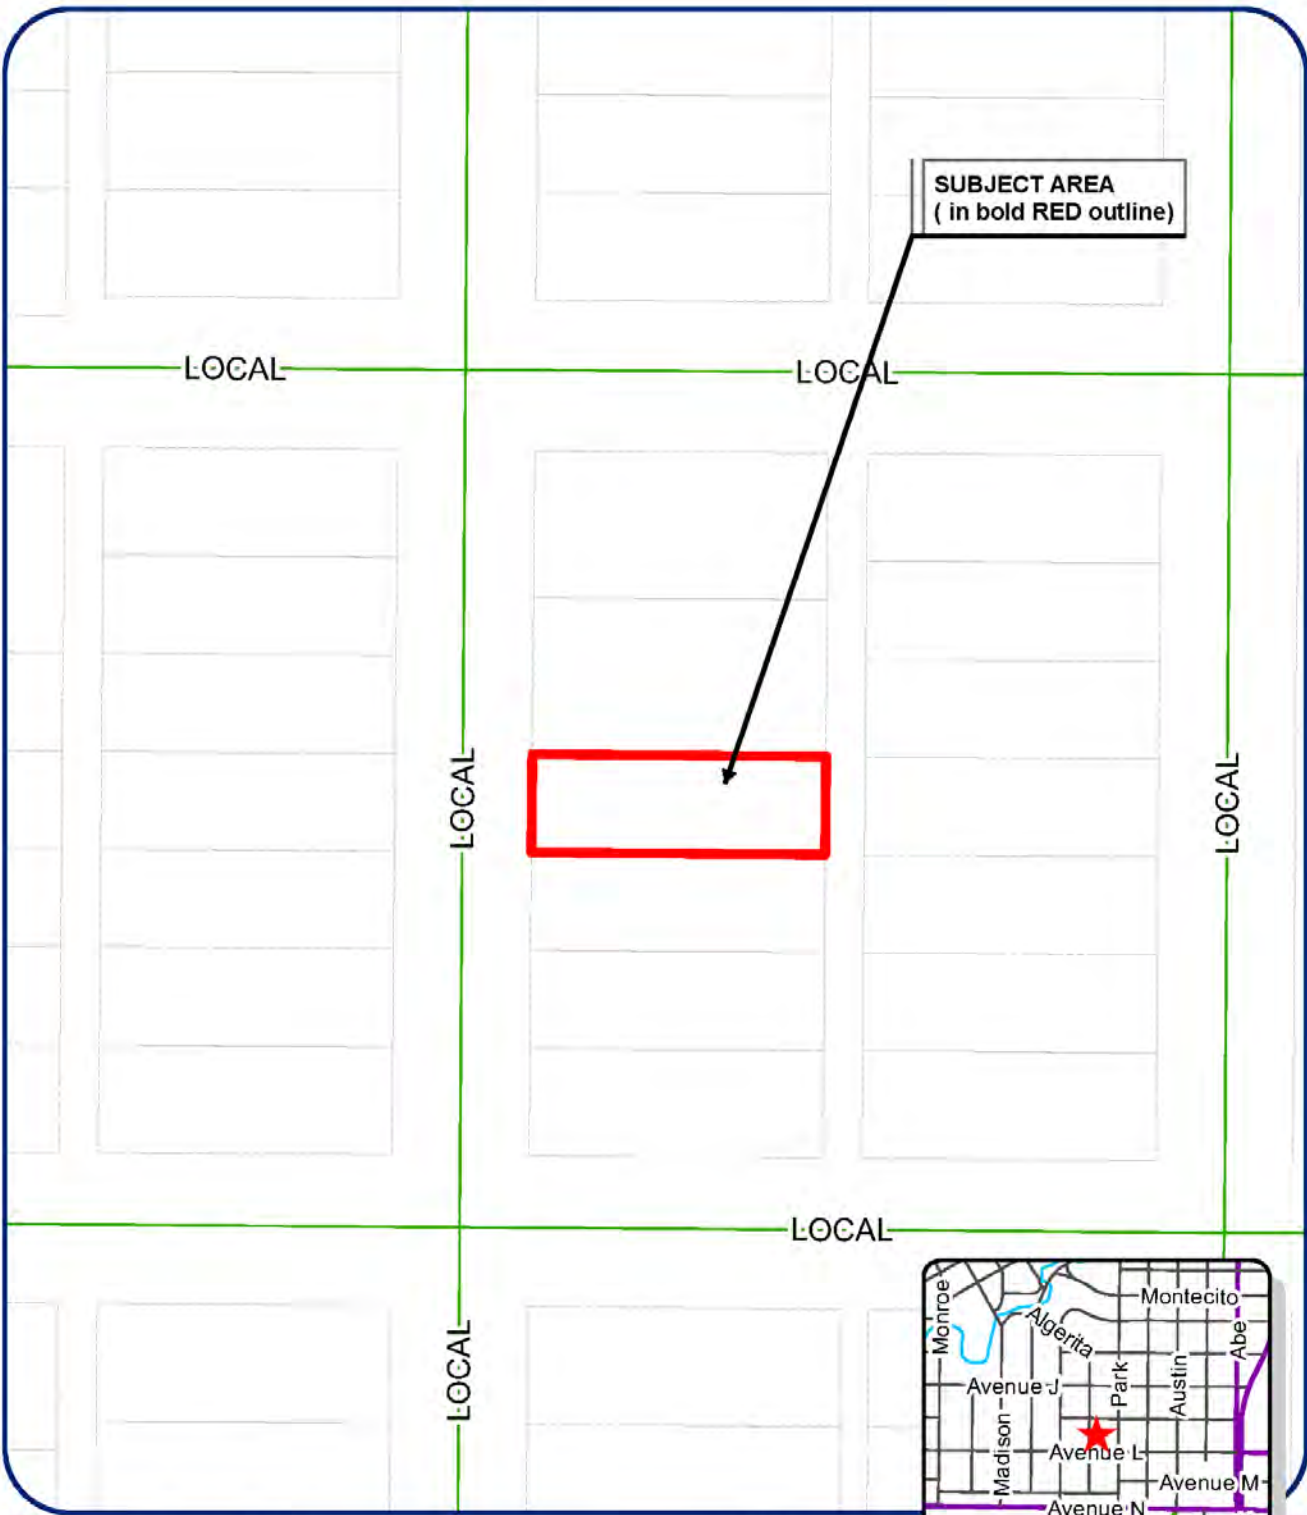 SUBJECT AREA
( in bold RED outline)
LOCAL
LOCAL
LOCAL
LOCAL
LOCAL
LOCAL
Monroe
Montecito
Algerita
Abe
Avenue J
Park
Austin
Madison
Avenue L
Avenue M
Avenue N